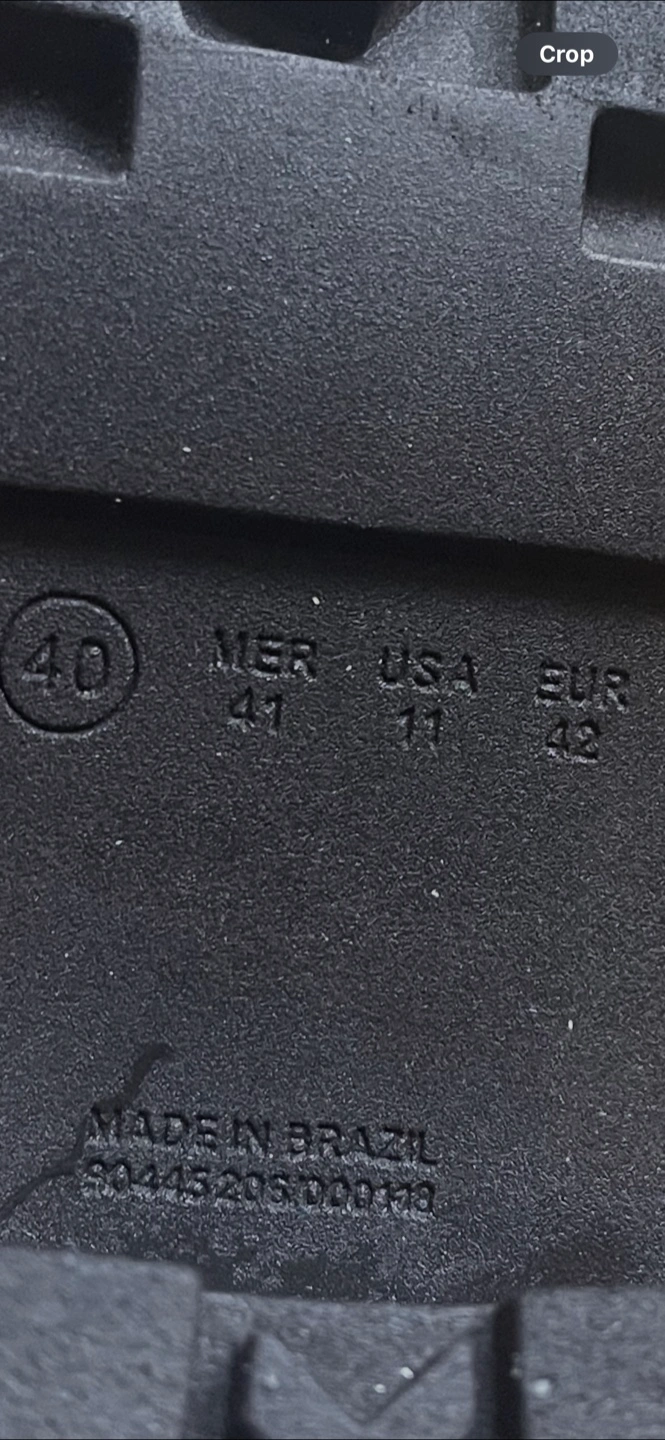 Crop
40 MER USA EUR
41 11 42
MADE IN BRAZIL